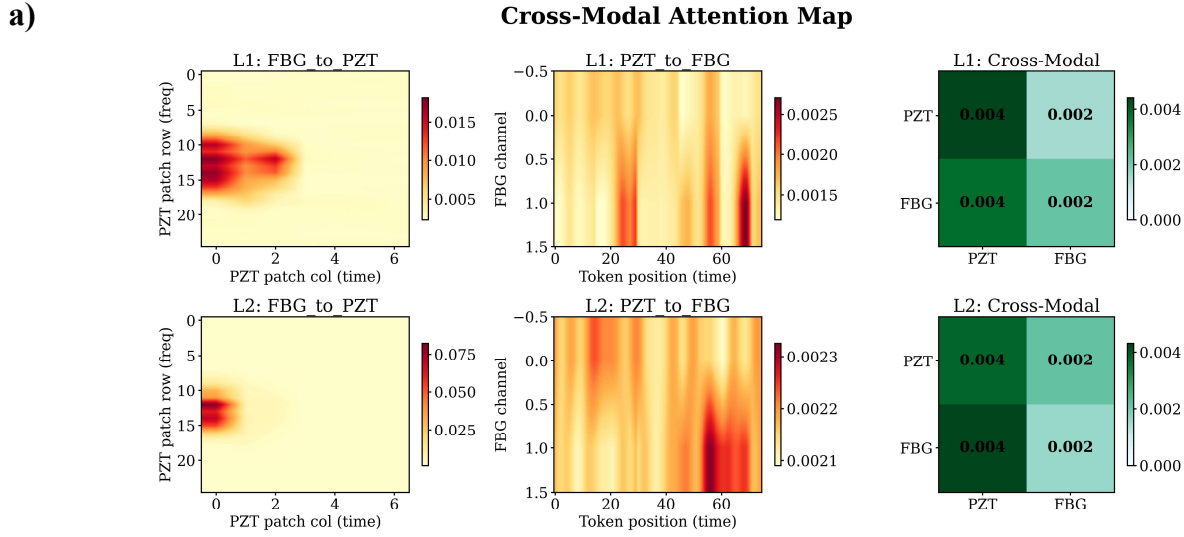 a)
Cross-Modal Attention Map
L1: FBG_to_PZT
0
5
10
15
20
PZT patch row (freq)
0 2 4 6
PZT patch col (time)
0.015
0.010
0.005
L1: PZT_to_FBG
−0.5
0.0
0.5
1.0
1.5
FBG channel
0 20 40 60
Token position (time)
0.0025
0.0020
0.0015
L1: Cross-Modal
PZT
FBG
0.004 0.002
0.004 0.002
PZT FBG
0.004
0.002
0.000
L2: FBG_to_PZT
0
5
10
15
20
PZT patch row (freq)
0 2 4 6
PZT patch col (time)
0.075
0.050
0.025
L2: PZT_to_FBG
−0.5
0.0
0.5
1.0
1.5
FBG channel
0 20 40 60
Token position (time)
0.0023
0.0022
0.0021
L2: Cross-Modal
PZT
FBG
0.004 0.002
0.004 0.002
PZT FBG
0.004
0.002
0.000